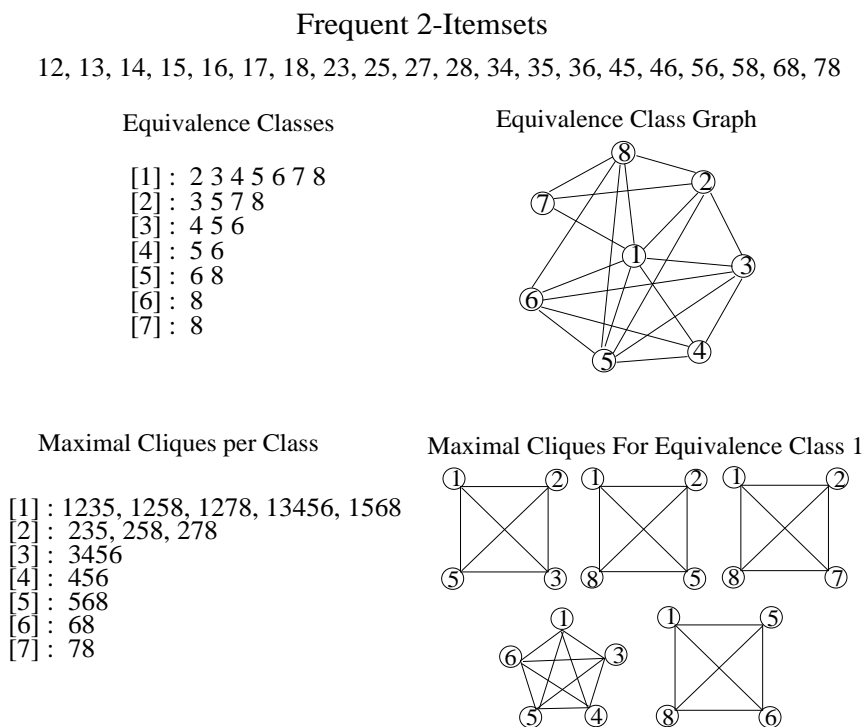 Frequent 2-Itemsets
12, 13, 14, 15, 16, 17, 18, 23, 25, 27, 28, 34, 35, 36, 45, 46, 56, 58, 68, 78
Equivalence Classes
[1] : 2 3 4 5 6 7 8
[2] : 3 5 7 8
[3] : 4 5 6
[4] : 5 6
[5] : 6 8
[6] : 8
[7] : 8
Equivalence Class Graph
8
2
7
1
3
6
5
4
Maximal Cliques per Class
[1] : 1235, 1258, 1278, 13456, 1568
[2] : 235, 258, 278
[3] : 3456
[4] : 456
[5] : 568
[6] : 68
[7] : 78
Maximal Cliques For Equivalence Class 1
1 2 1 2 1 2
5 3 8 5 8 7
1 1 5
6 3
5 4 8 6